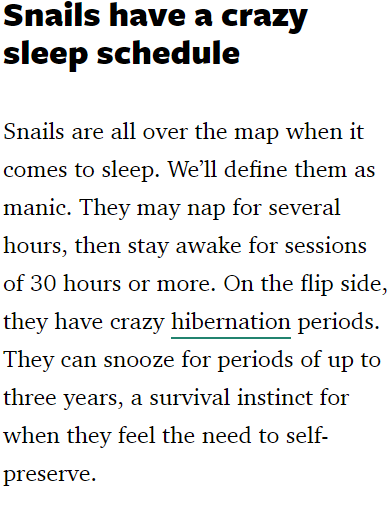 Snails have a crazy
sleep schedule
Snails are all over the map when it
comes to sleep. We’ll define them as
manic. They may nap for several
hours, then stay awake for sessions
of 30 hours or more. On the flip side,
they have crazy hibernation periods.
They can snooze for periods of up to
three years, a survival instinct for
when they feel the need to self-
preserve.